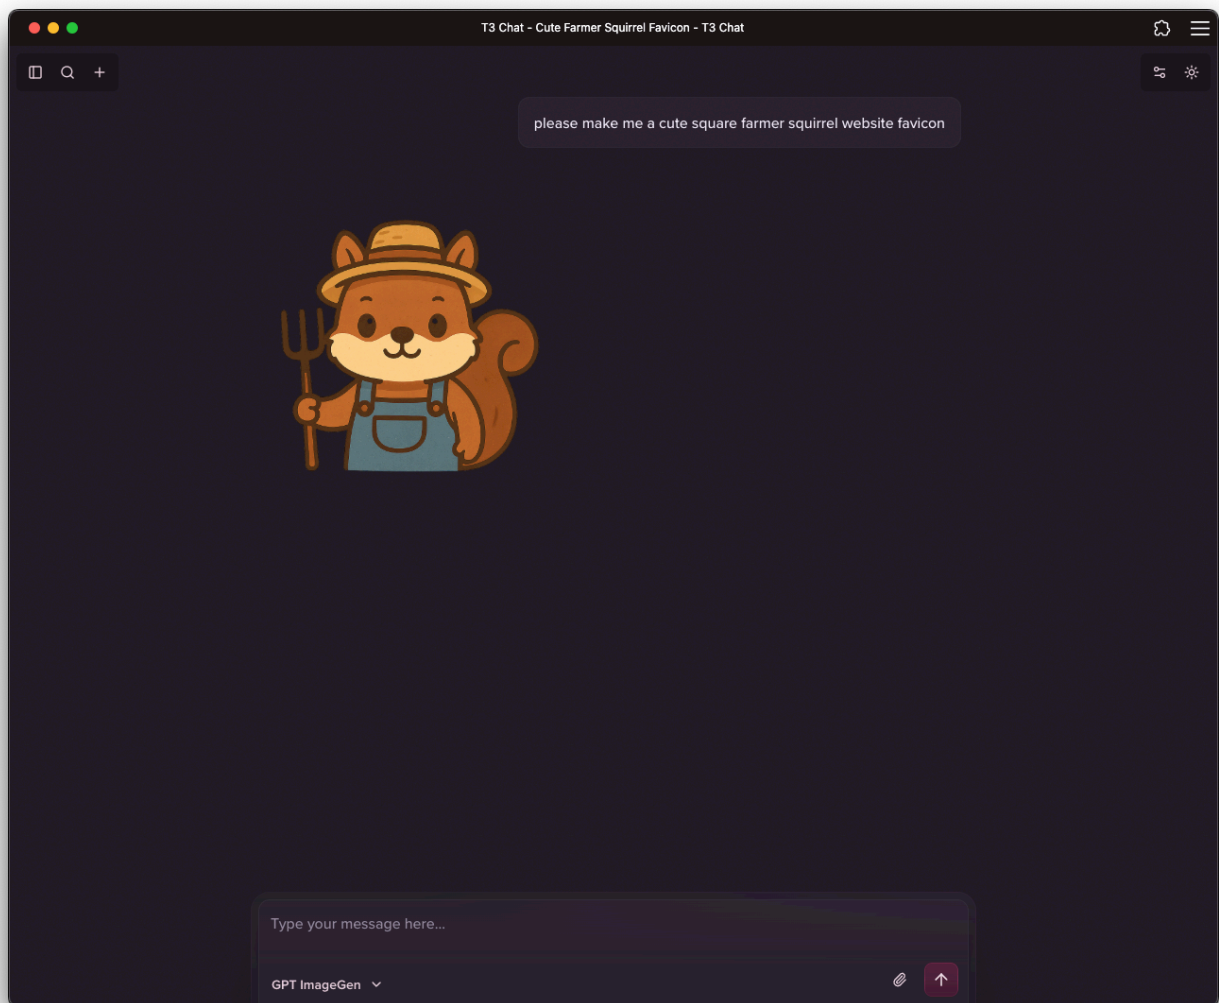 T3 Chat - Cute Farmer Squirrel Favicon - T3 Chat
please make me a cute square farmer squirrel website favicon
Type your message here...
GPT ImageGen